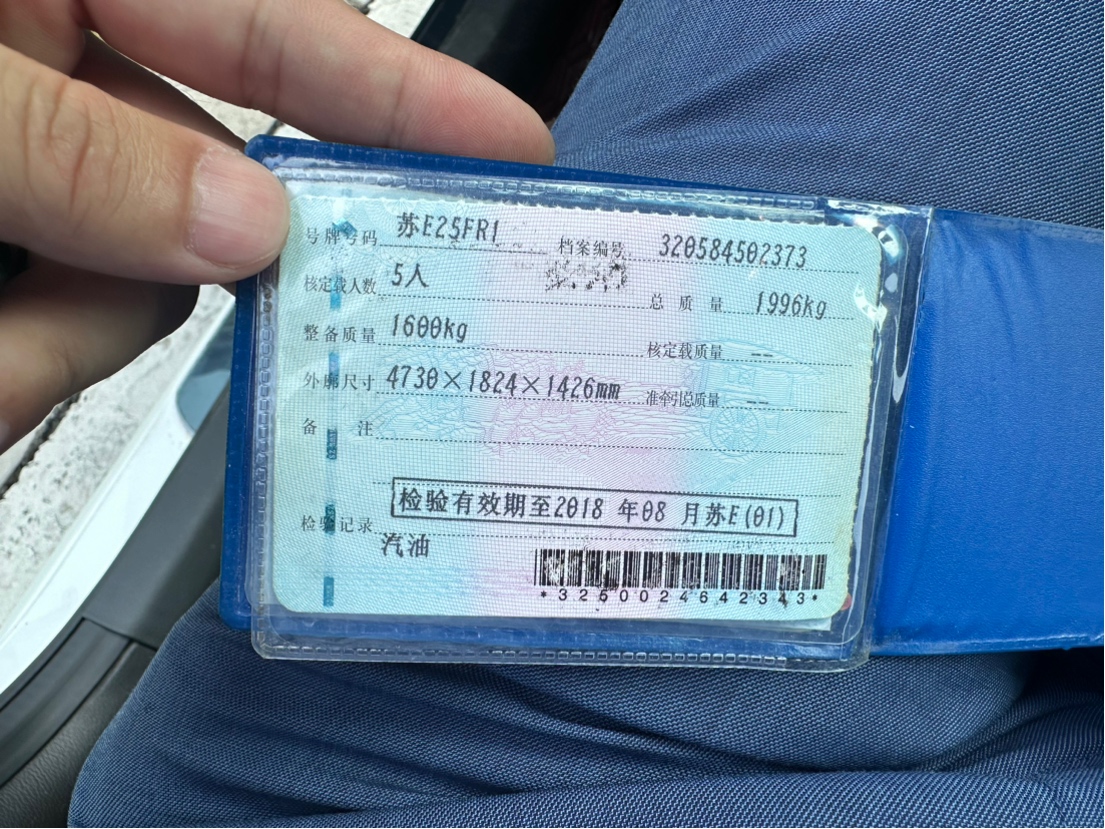 号牌号码 苏E25FR1 档案编号 320584502373
核定载人数 5人 总质量 1996kg
整备质量 1600kg 核定载质量 --
外廓尺寸 4730×1824×1426mm 准牵引总质量 --
备注
检验有效期至2018 年08 月苏E(01)
检验记录
汽油
*3250024642343*